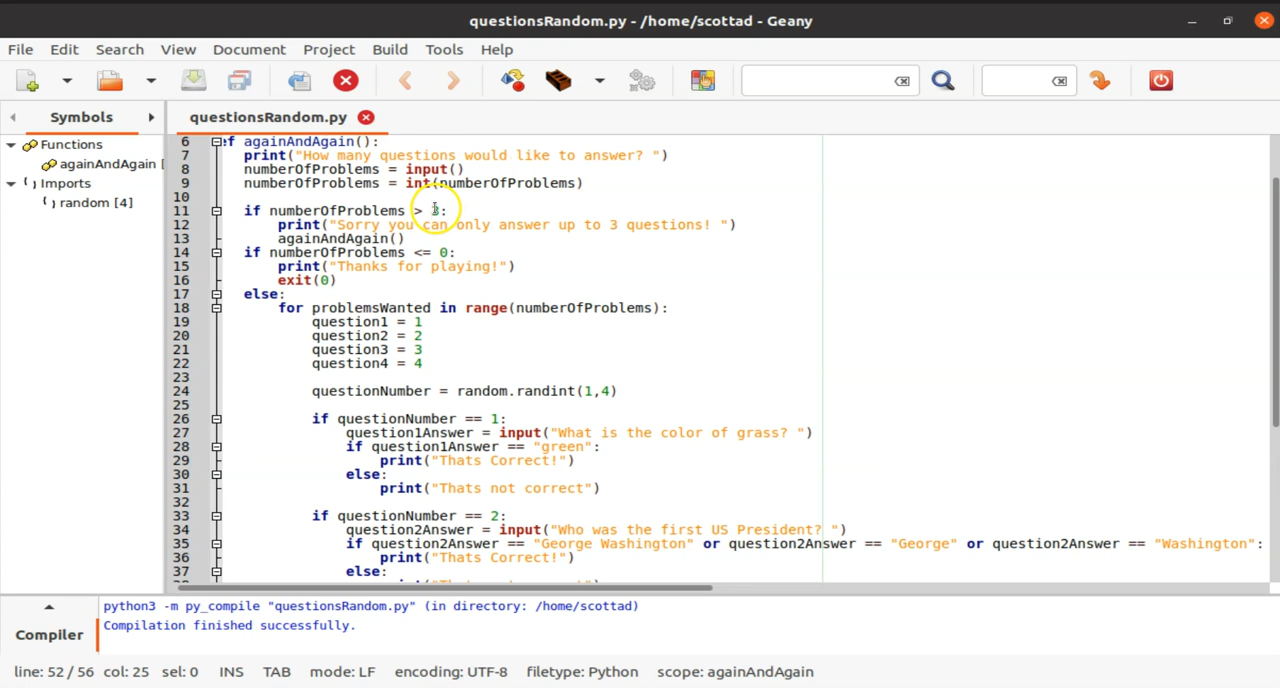 questionsRandom.py - /home/scottad - Geany
File Edit Search View Document Project Build Tools Help
Symbols questionsRandom.py
Functions
againAndAgain [
Imports
random [4]
6 ef againAndAgain():
7 print("How many questions would like to answer? ")
8 numberOfProblems = input()
9 numberOfProblems = int(numberOfProblems)
10
11 if numberOfProblems > 3:
12 print("Sorry you can only answer up to 3 questions! ")
13 againAndAgain()
14 if numberOfProblems <= 0:
15 print("Thanks for playing!")
16 exit(0)
17 else:
18 for problemsWanted in range(numberOfProblems):
19 question1 = 1
20 question2 = 2
21 question3 = 3
22 question4 = 4
23
24 questionNumber = random.randint(1,4)
25
26 if questionNumber == 1:
27 question1Answer = input("What is the color of grass? ")
28 if question1Answer == "green":
29 print("Thats Correct!")
30 else:
31 print("Thats not correct")
32
33 if questionNumber == 2:
34 question2Answer = input("Who was the first US President? ")
35 if question2Answer == "George Washington" or question2Answer == "George" or question2Answer == "Washington":
36 print("Thats Correct!")
37 else:
Compiler
python3 -m py_compile "questionsRandom.py" (in directory: /home/scottad)
Compilation finished successfully.
line: 52 / 56 col: 25 sel: 0 INS TAB mode: LF encoding: UTF-8 filetype: Python scope: againAndAgain